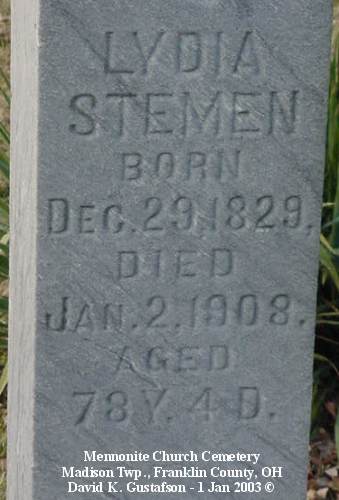 LYDIA
STEMEN
BORN
DEC. 29, 1829.
DIED
JAN. 2, 1908.
AGED
78 Y. 4 D.
Mennonite Church Cemetery
Madison Twp., Franklin County, OH
David K. Gustafson - 1 Jan 2003 ©